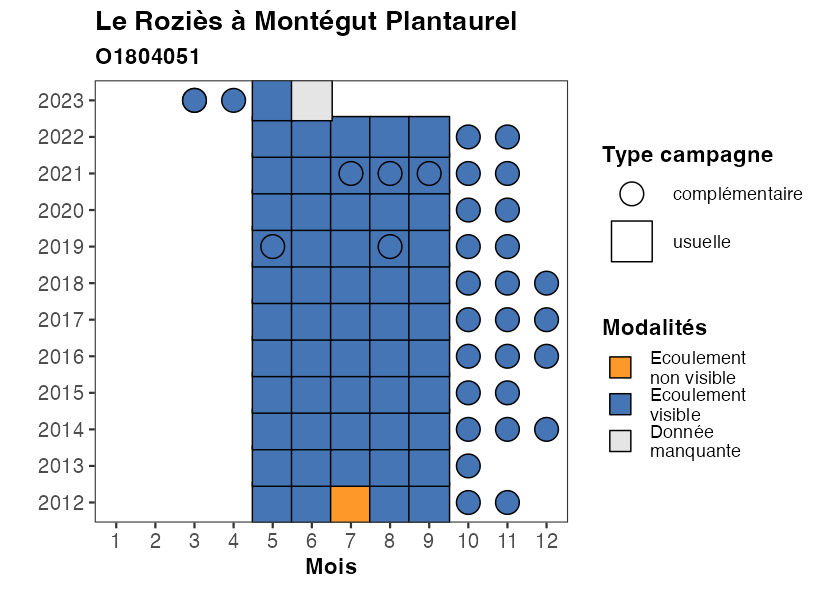 Le Roziès à Montégut Plantaurel
O1804051
2023
2022
2021
2020
2019
2018
2017
2016
2015
2014
2013
2012
1 2 3 4 5 6 7 8 9 10 11 12
Mois
Type campagne
complémentaire
usuelle
Modalités
Ecoulement
non visible
Ecoulement
visible
Donnée
manquante